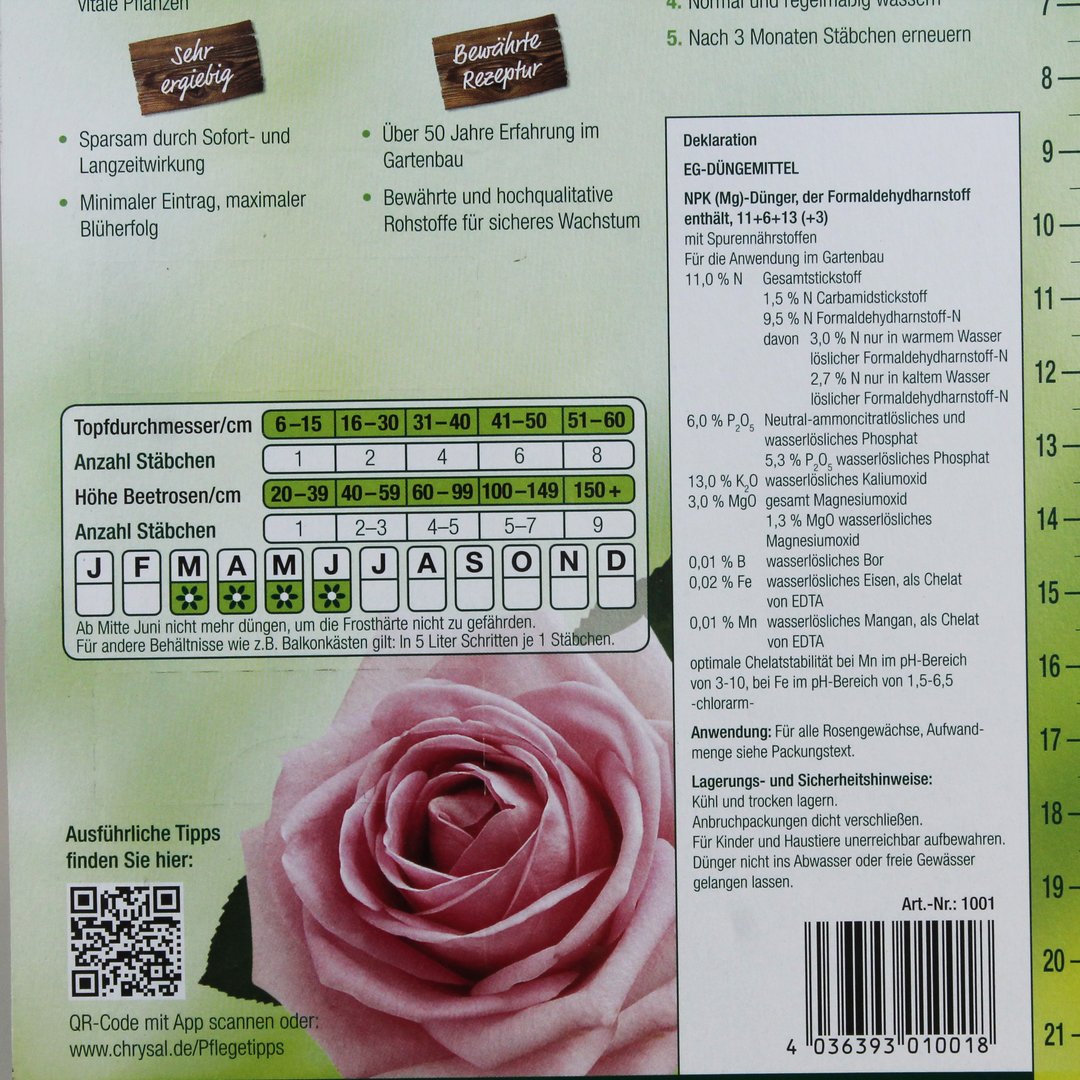 vitale Pflanzen
Sehr
ergiebig
Bewährte
Rezeptur
4. Normal und regelmäßig wässern
5. Nach 3 Monaten Stäbchen erneuern
• Sparsam durch Sofort- und
Langzeitwirkung
• Minimaler Eintrag, maximaler
Blüherfolg
• Über 50 Jahre Erfahrung im
Gartenbau
• Bewährte und hochqualitative
Rohstoffe für sicheres Wachstum
Topfdurchmesser/cm 6–15 16–30 31–40 41–50 51–60
Anzahl Stäbchen 1 2 4 6 8
Höhe Beetrosen/cm 20–39 40–59 60–99 100–149 150+
Anzahl Stäbchen 1 2–3 4–5 5–7 9
J F M A M J J A S O N D
Ab Mitte Juni nicht mehr düngen, um die Frosthärte nicht zu gefährden.
Für andere Behältnisse wie z.B. Balkonkästen gilt: In 5 Liter Schritten je 1 Stäbchen.
Ausführliche Tipps
finden Sie hier:
QR-Code mit App scannen oder:
www.chrysal.de/Pflegetipps
Deklaration
EG-DÜNGEMITTEL
NPK (Mg)-Dünger, der Formaldehydharnstoff
enthält, 11+6+13 (+3)
mit Spurennährstoffen
Für die Anwendung im Gartenbau
11,0 % N Gesamtstickstoff
1,5 % N Carbamidstickstoff
9,5 % N Formaldehydharnstoff-N
davon 3,0 % N nur in warmem Wasser
löslicher Formaldehydharnstoff-N
2,7 % N nur in kaltem Wasser
löslicher Formaldehydharnstoff-N
6,0 % P₂O₅ Neutral-ammoncitratlösliches und
wasserlösliches Phosphat
5,3 % P₂O₅ wasserlösliches Phosphat
13,0 % K₂O wasserlösliches Kaliumoxid
3,0 % MgO gesamt Magnesiumoxid
1,3 % MgO wasserlösliches
Magnesiumoxid
0,01 % B wasserlösliches Bor
0,02 % Fe wasserlösliches Eisen, als Chelat
von EDTA
0,01 % Mn wasserlösliches Mangan, als Chelat
von EDTA
optimale Chelatstabilität bei Mn im pH-Bereich
von 3-10, bei Fe im pH-Bereich von 1,5-6,5
-chlorarm-
Anwendung: Für alle Rosengewächse, Aufwand-
menge siehe Packungstext.
Lagerungs- und Sicherheitshinweise:
Kühl und trocken lagern.
Anbruchpackungen dicht verschließen.
Für Kinder und Haustiere unerreichbar aufbewahren.
Dünger nicht ins Abwasser oder freie Gewässer
gelangen lassen.
Art.-Nr.: 1001
4 036393 010018
7
8
9
10
11
12
13
14
15
16
17
18
19
20
21